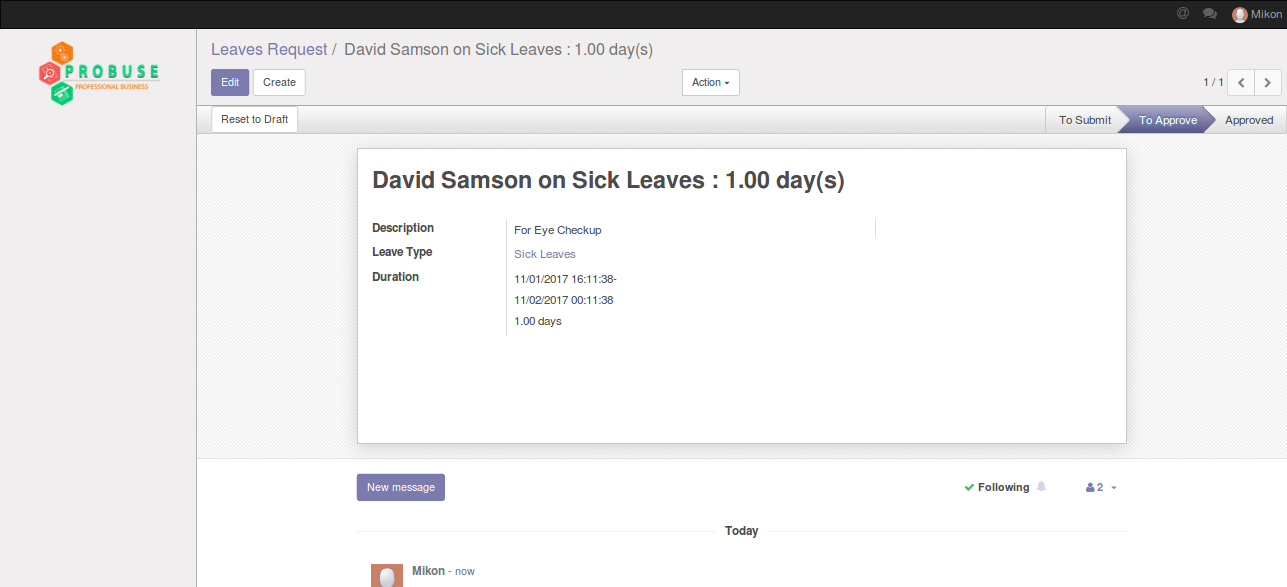 @ Mikon
PROBUSE
PROFESSIONAL BUSINESS
Leaves Request / David Samson on Sick Leaves : 1.00 day(s)
Edit Create Action 1 / 1
Reset to Draft To Submit To Approve Approved
David Samson on Sick Leaves : 1.00 day(s)
Description For Eye Checkup
Leave Type Sick Leaves
Duration 11/01/2017 16:11:38-
11/02/2017 00:11:38
1.00 days
New message Following 2
Today
Mikon - now